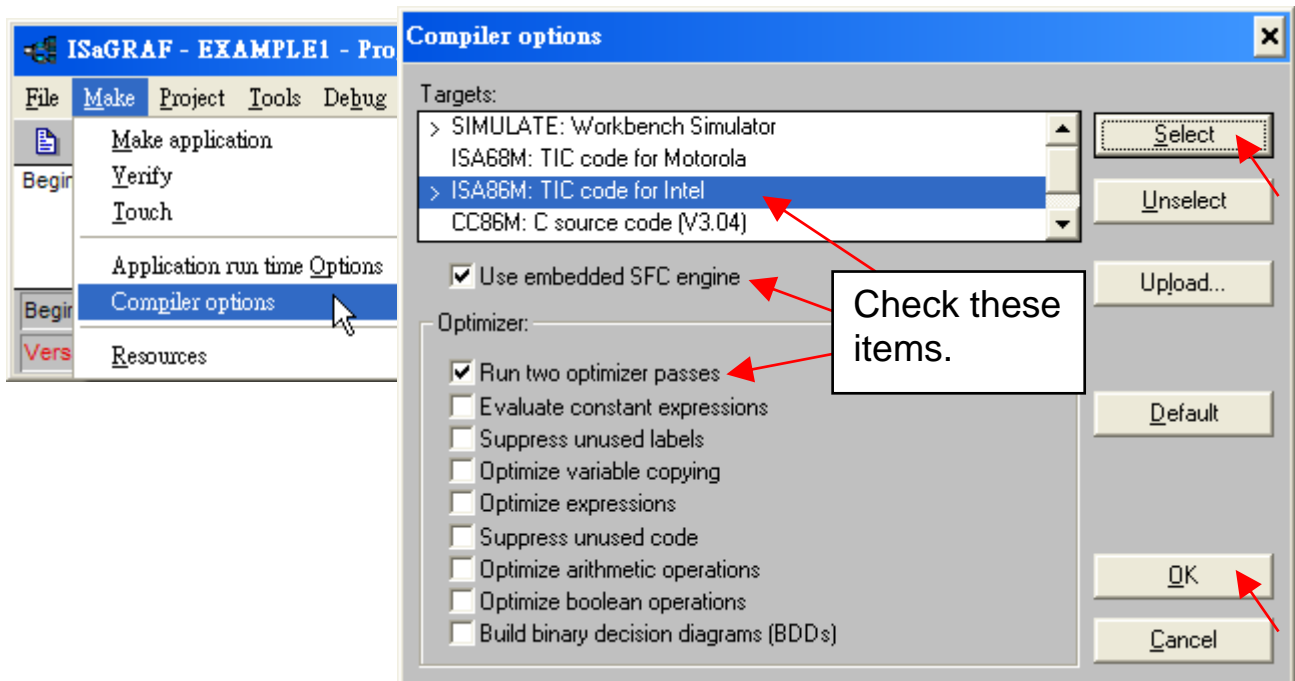 ISaGRAF - EXAMPLE1 - Pro
File Make Project Tools Debug
Make application
Begin
Verify
Touch
Application run time Options
Compiler options
Begin
Vers
Resources
Compiler options
Targets:
> SIMULATE: Workbench Simulator
ISA68M: TIC code for Motorola
> ISA86M: TIC code for Intel
CC86M: C source code (V3.04)
Select
Unselect
Upload...
Use embedded SFC engine
Check these
items.
Optimizer:
Run two optimizer passes
Evaluate constant expressions
Suppress unused labels
Optimize variable copying
Optimize expressions
Suppress unused code
Optimize arithmetic operations
Optimize boolean operations
Build binary decision diagrams (BDDs)
Default
OK
Cancel